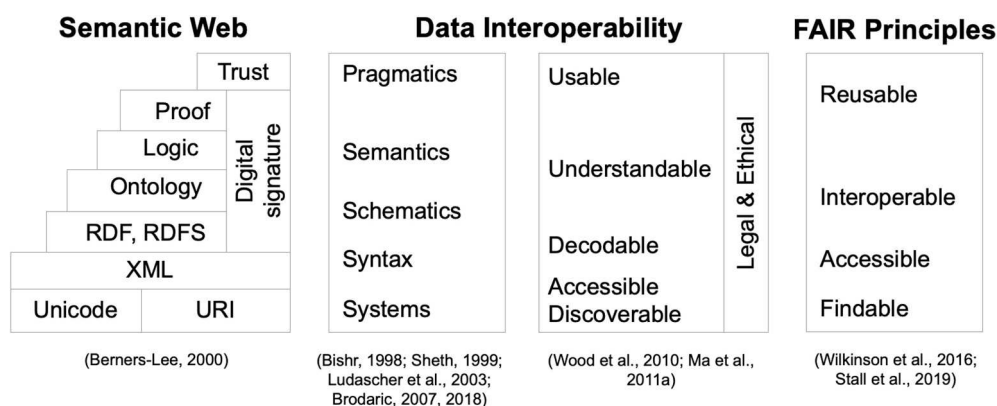 Semantic Web
Trust
Proof
Logic
Ontology
RDF, RDFS
Digital
signature
XML
Unicode
URI
(Berners-Lee, 2000)
Data Interoperability
Pragmatics
Semantics
Schematics
Syntax
Systems
(Bishr, 1998; Sheth, 1999;
Ludascher et al., 2003;
Brodaric, 2007, 2018)
Usable
Understandable
Decodable
Accessible
Discoverable
Legal & Ethical
(Wood et al., 2010; Ma et al.,
2011a)
FAIR Principles
Reusable
Interoperable
Accessible
Findable
(Wilkinson et al., 2016;
Stall et al., 2019)